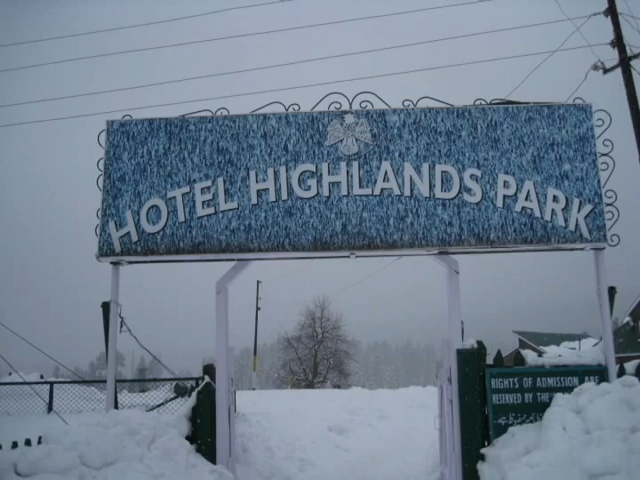 HOTEL HIGHLANDS PARK
RIGHTS OF ADMISSION ARE
RESERVED BY THE